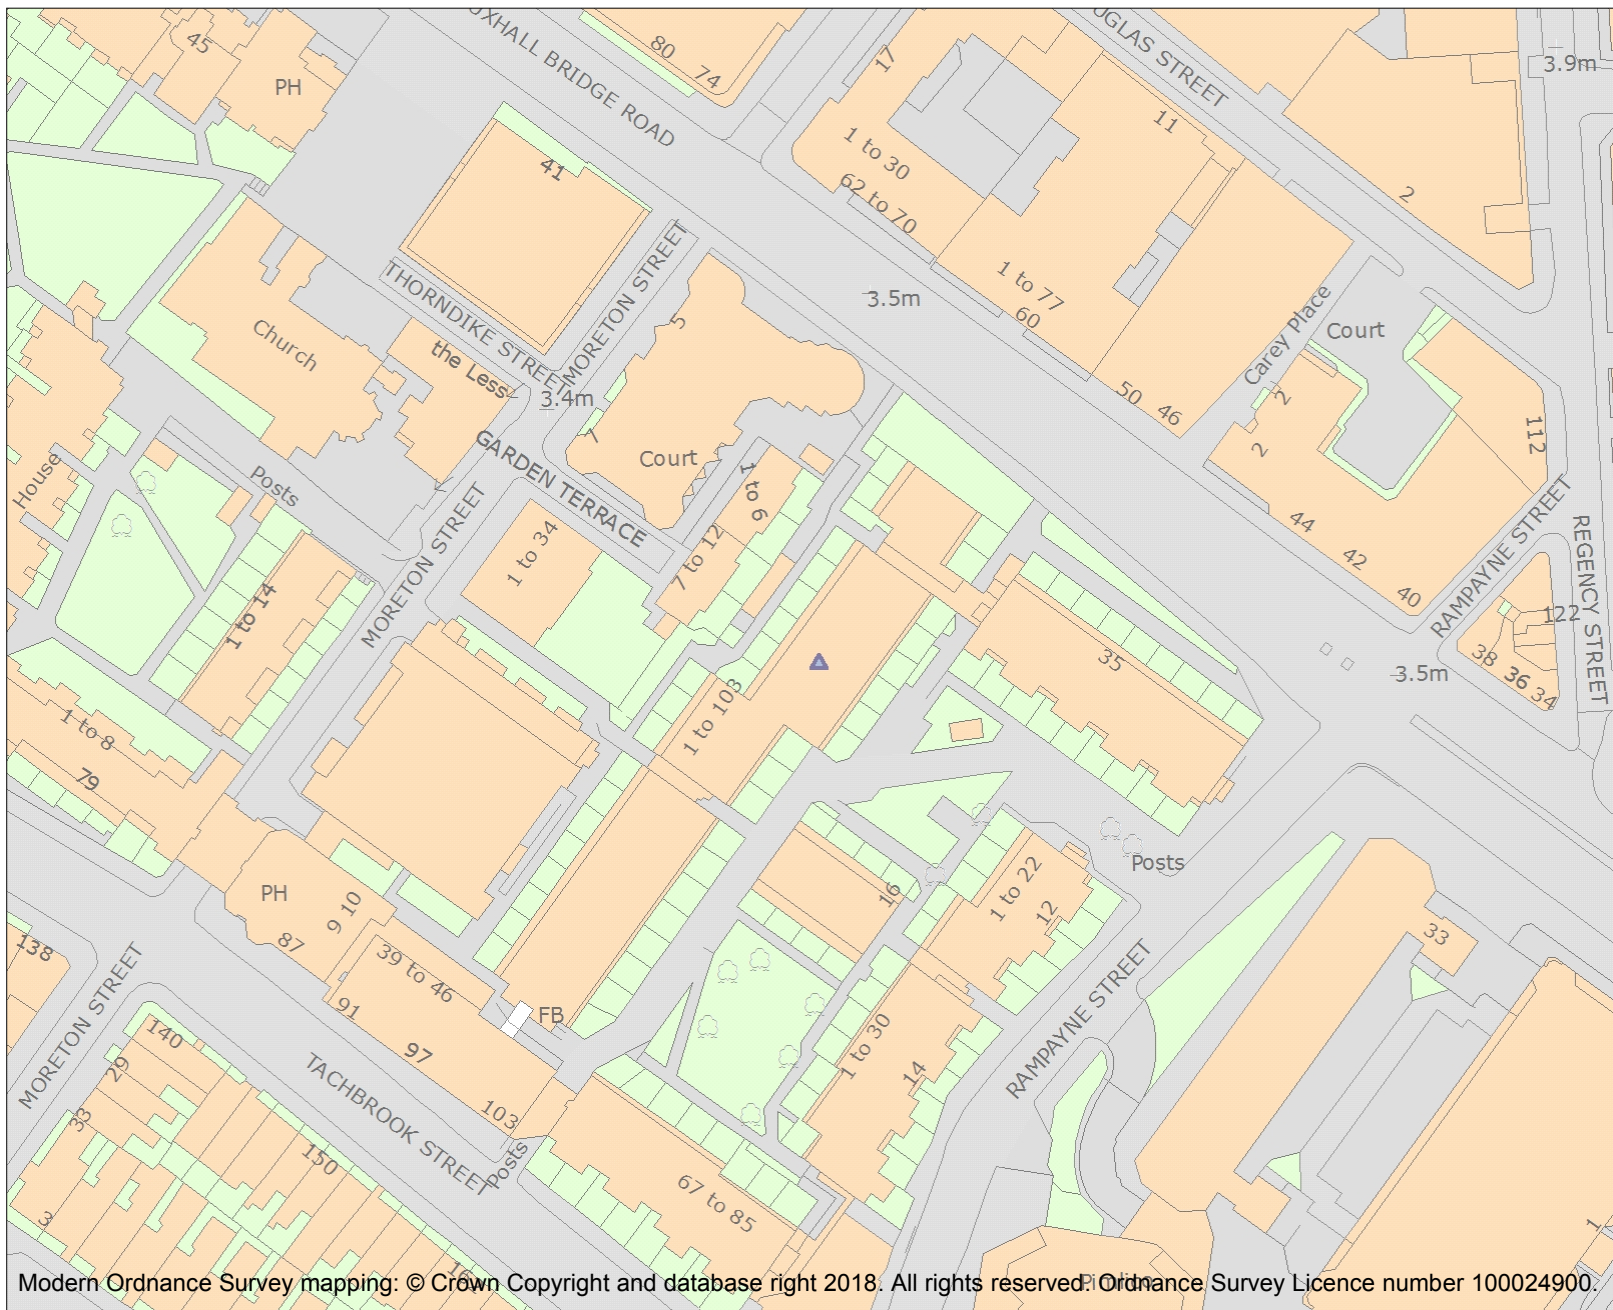 45
PH
UXHALL BRIDGE ROAD
80
74
17
UGLAS STREET
3.9m
11
1 to 30
62 to 70
2
41
THORNDIKE STREET
MORETON STREET
Church
the Less
3.4m
5
7
Court
3.5m
1 to 77
60
50
46
Carey Place
Court
2
2
112
44
42
40
RAMPAYNE STREET
REGENCY STREET
122
38
36
34
3.5m
House
Posts
GARDEN TERRACE
1 to 6
7 to 12
1 to 34
MORETON STREET
1 to 14
1 to 103
35
1 to 8
79
PH
9
10
87
39 to 46
91
97
103
FB
16
1 to 22
12
Posts
33
138
MORETON STREET
140
29
33
3
150
TACHBROOK STREET
Posts
1 to 30
14
RAMPAYNE STREET
67 to 85
1
Pimlico
Modern Ordnance Survey mapping: © Crown Copyright and database right 2018. All rights reserved. Ordnance Survey Licence number 100024900.